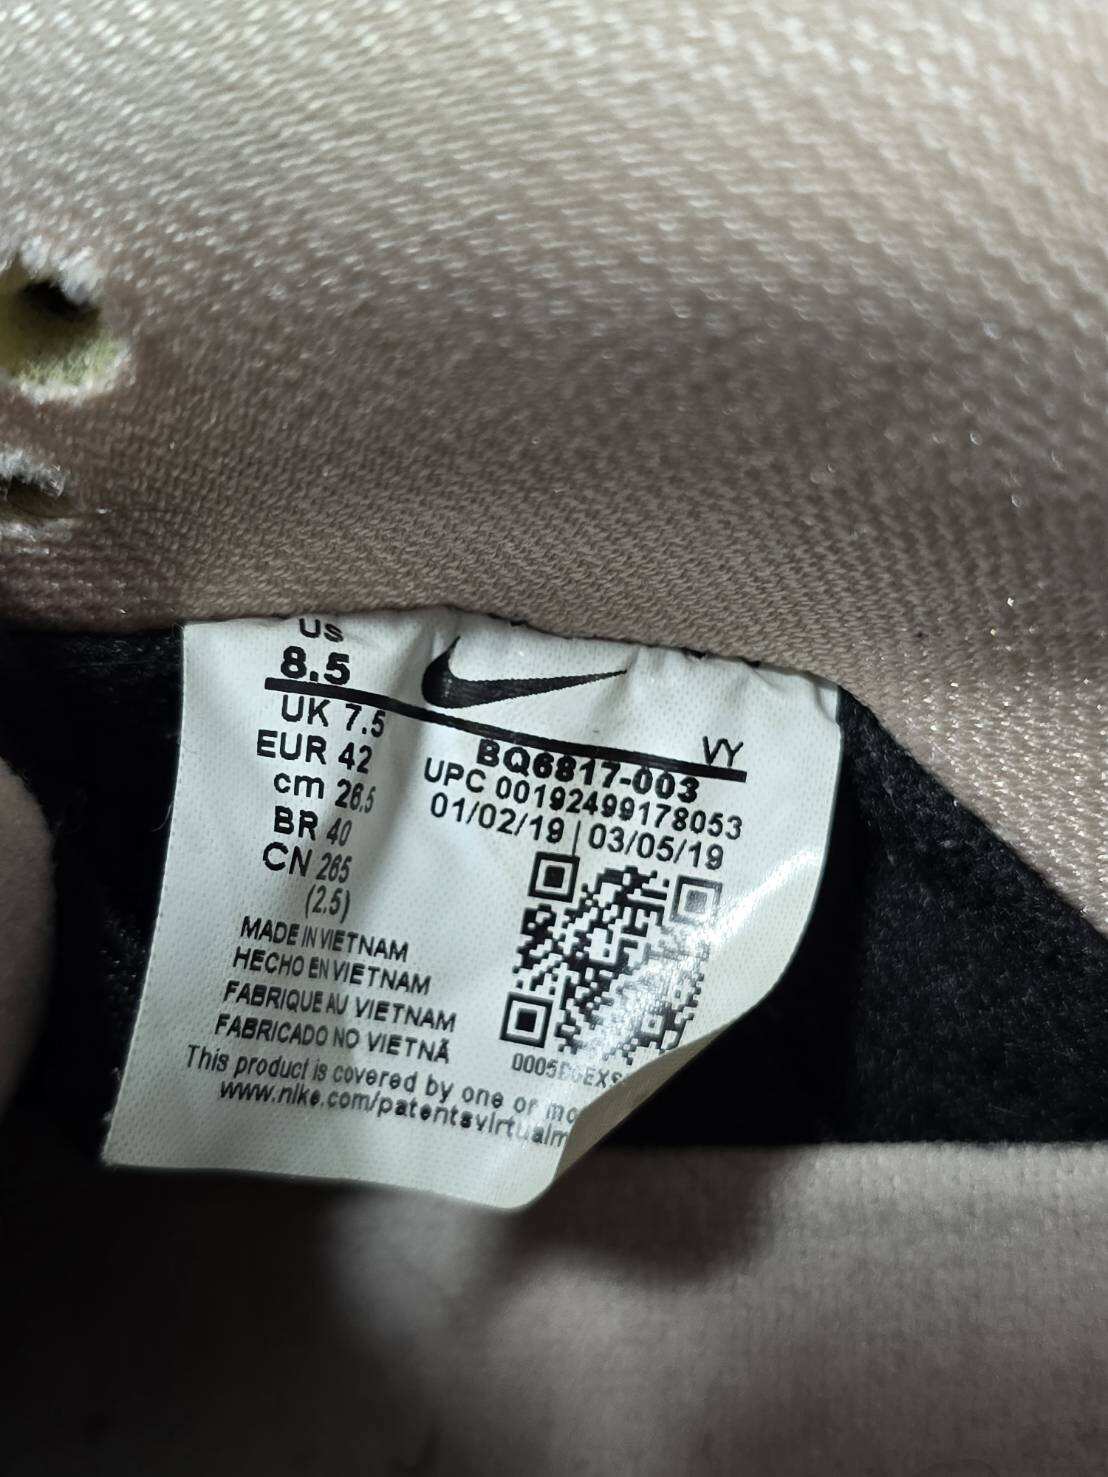 US
8.5
UK 7.5
EUR 42
cm 26.5
BR 40
CN 265
(2.5)
VY
BQ6817-003
UPC 00192499178053
01/02/19 | 03/05/19
MADE IN VIETNAM
HECHO EN VIETNAM
FABRIQUE AU VIETNAM
FABRICADO NO VIETNÃ
This product is covered by one or
www.nike.com/patentsvirtualm